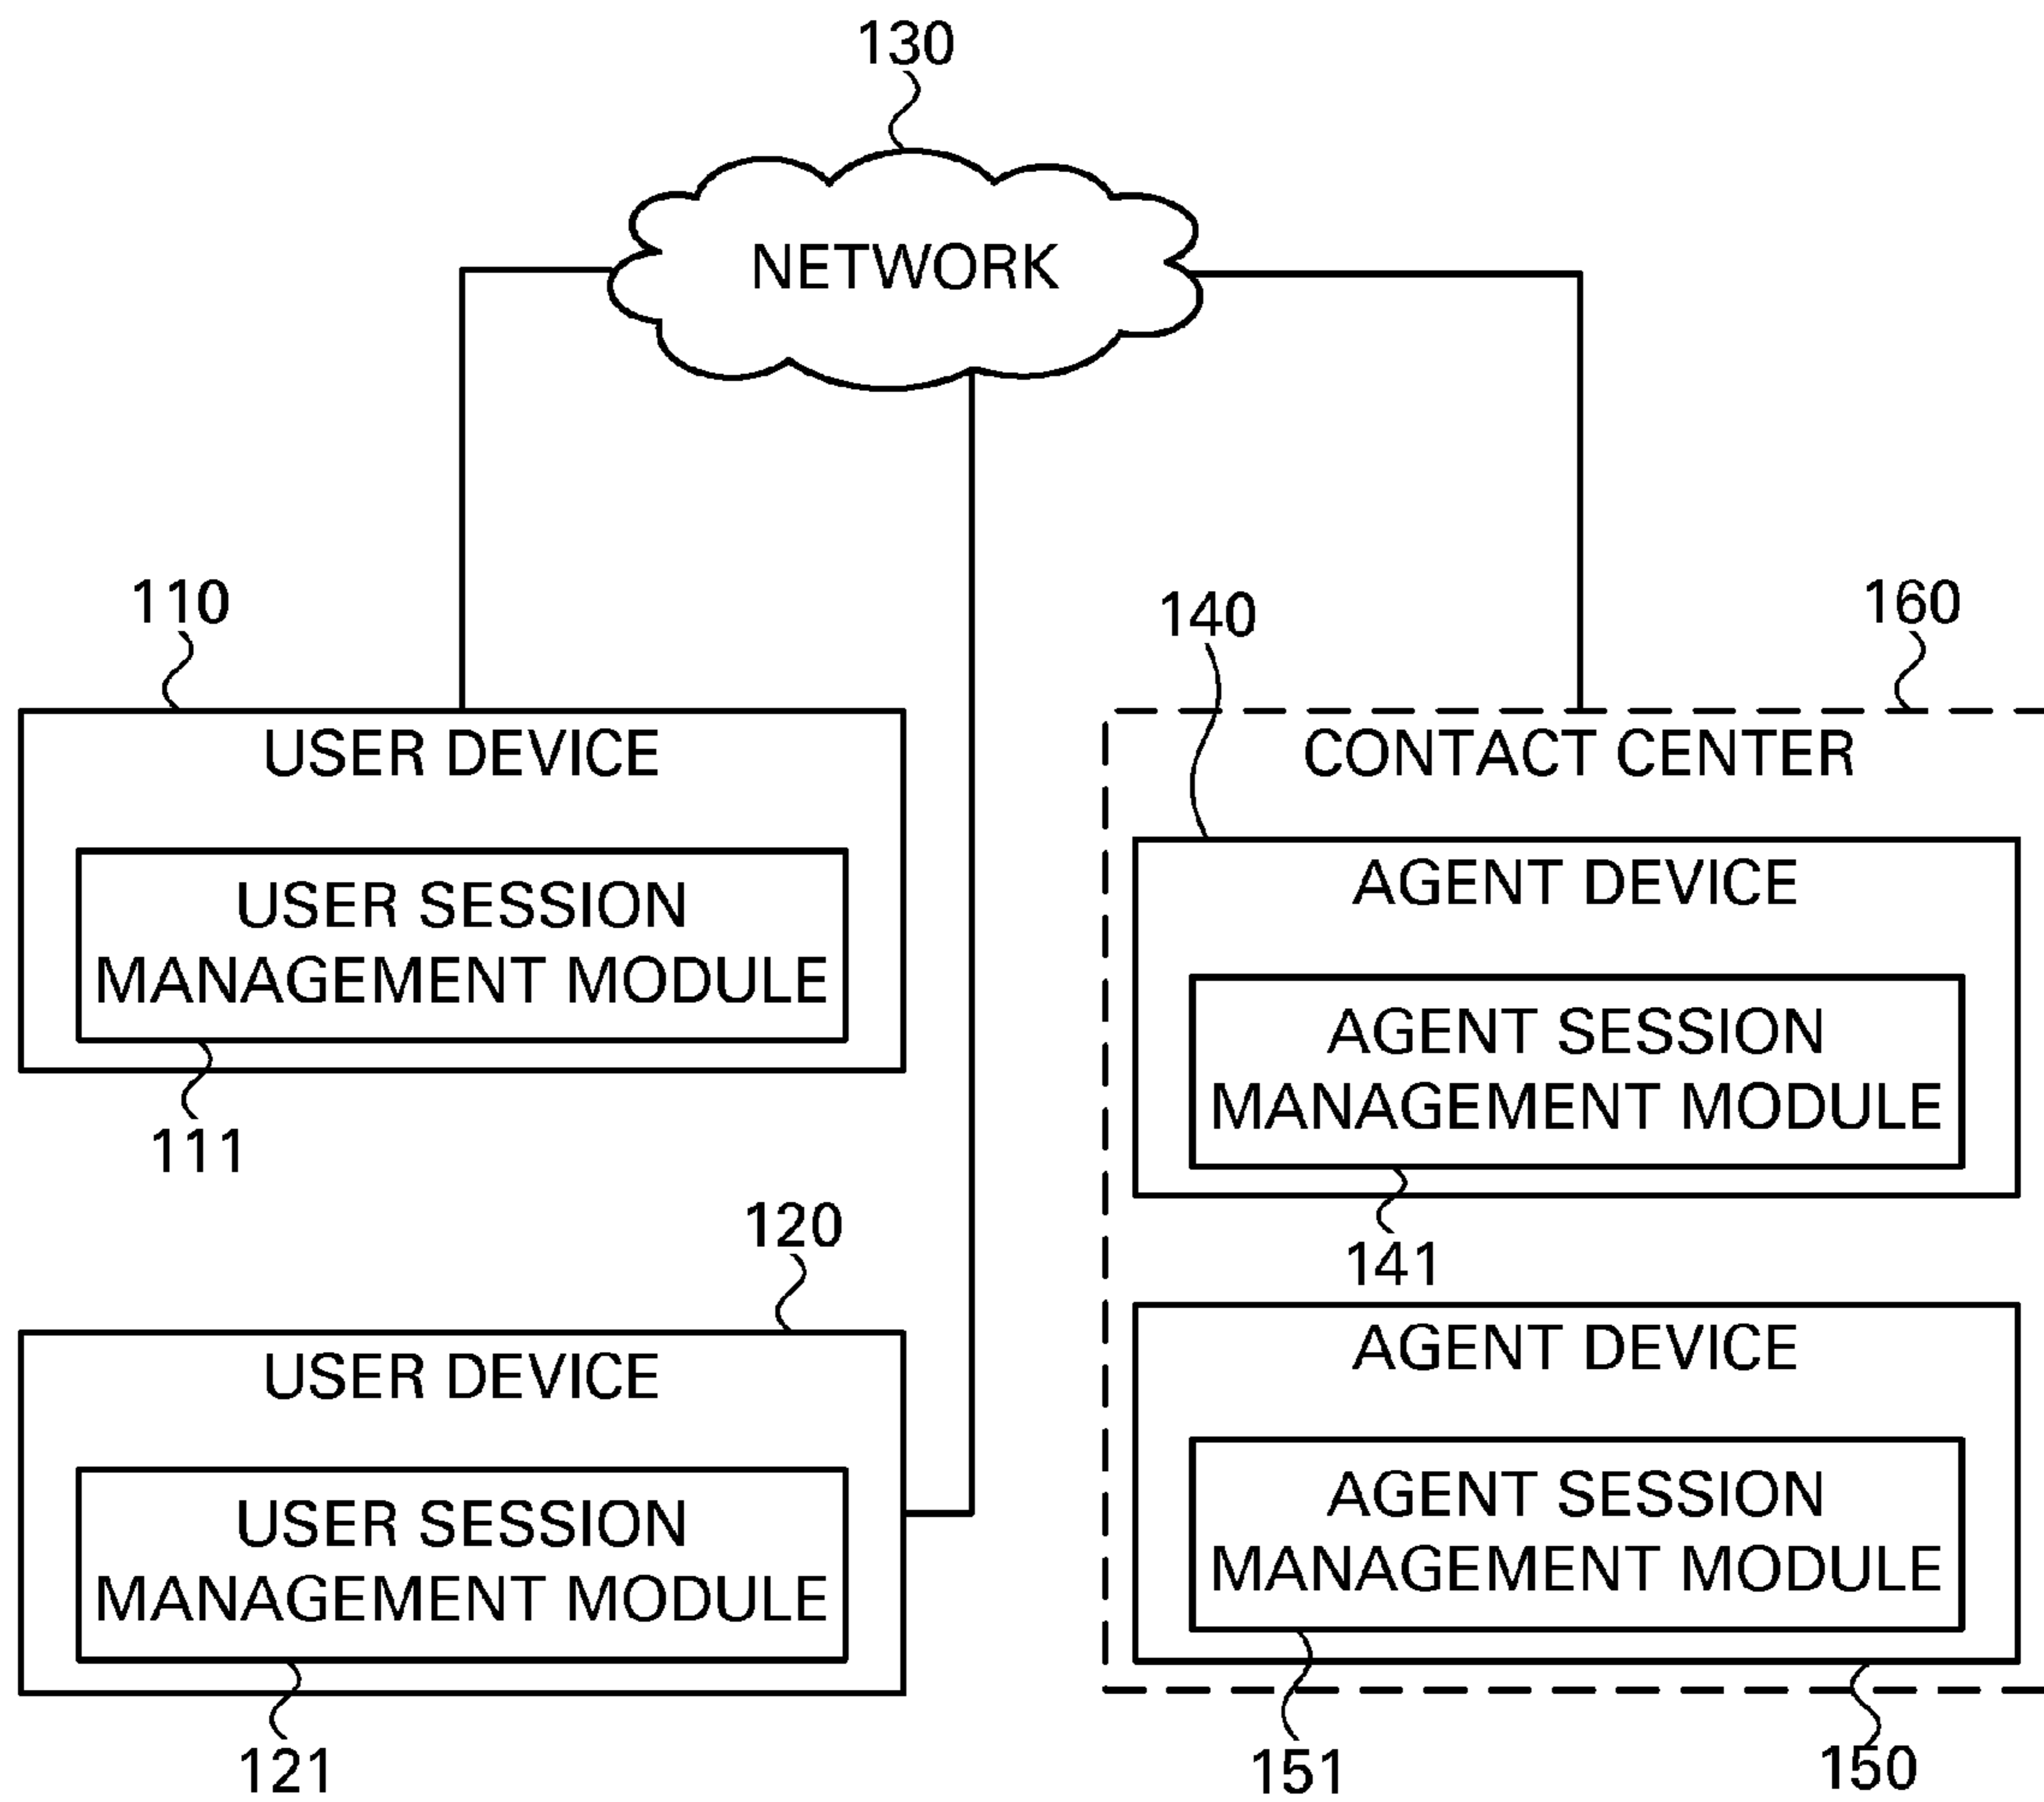 130
NETWORK
110
USER DEVICE
USER SESSION
MANAGEMENT MODULE
111
120
USER DEVICE
USER SESSION
MANAGEMENT MODULE
121
140
160
CONTACT CENTER
AGENT DEVICE
AGENT SESSION
MANAGEMENT MODULE
141
AGENT DEVICE
AGENT SESSION
MANAGEMENT MODULE
151
150